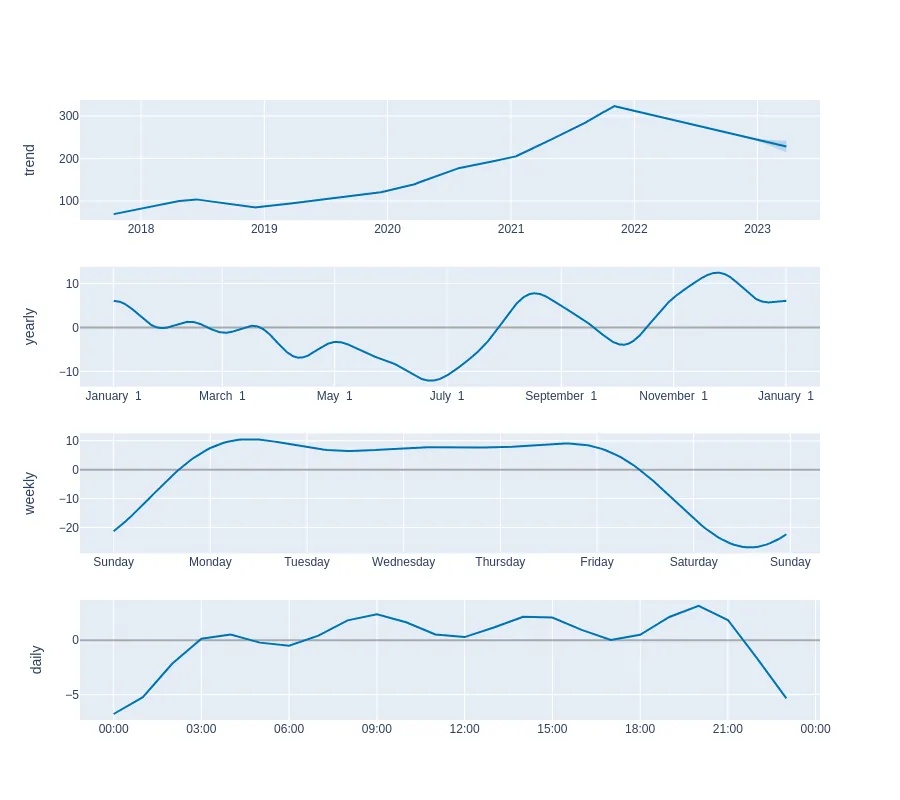 trend
300
200
100
2018 2019 2020 2021 2022 2023
yearly
10
0
−10
January 1 March 1 May 1 July 1 September 1 November 1 January 1
weekly
10
0
−10
−20
Sunday Monday Tuesday Wednesday Thursday Friday Saturday Sunday
daily
0
−5
00:00 03:00 06:00 09:00 12:00 15:00 18:00 21:00 00:00